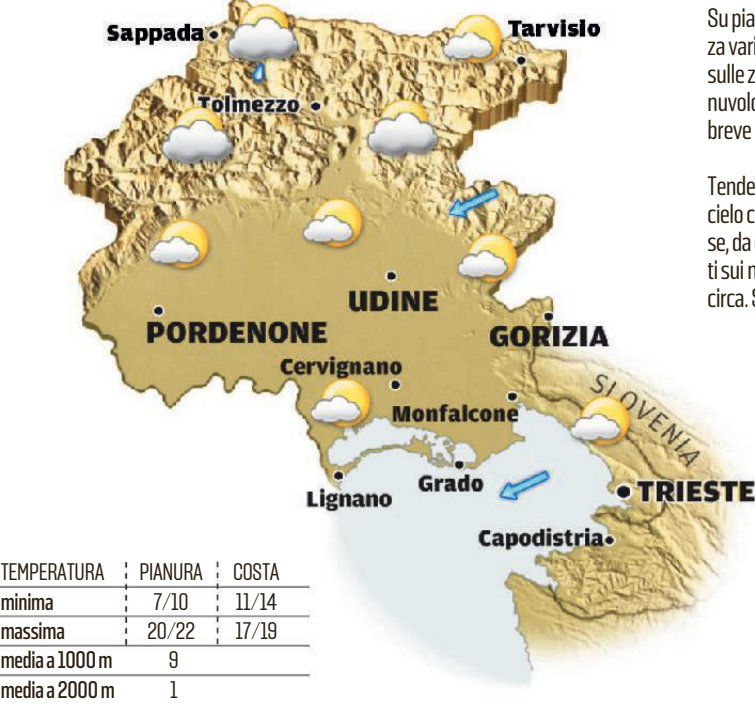 Sappada
Tarvisio
Tolmezzo
UDINE
PORDENONE
GORIZIA
Cervignano
SLOVENIA
Monfalcone
Grado
Lignano
TRIESTE
Capodistria
TEMPERATURA PIANURA COSTA
minima 7/10 11/14
massima 20/22 17/19
media a 1000 m 9
media a 2000 m 1
Su pia
za vari
sulle z
nuvolo
breve
Tende
cielo c
se, da
ti sui
circa. S